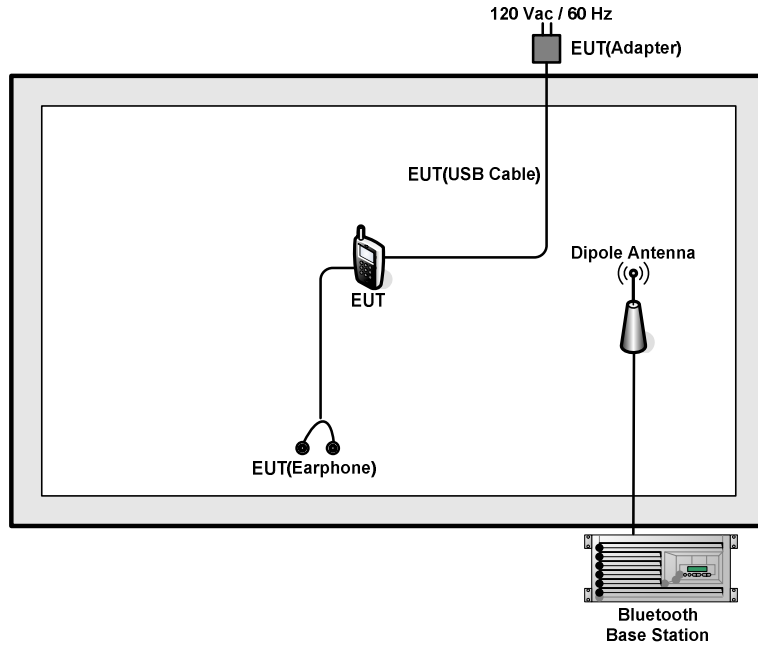 120 Vac / 60 Hz
EUT(Adapter)
EUT(USB Cable)
Dipole Antenna
EUT
EUT(Earphone)
Bluetooth
Base Station